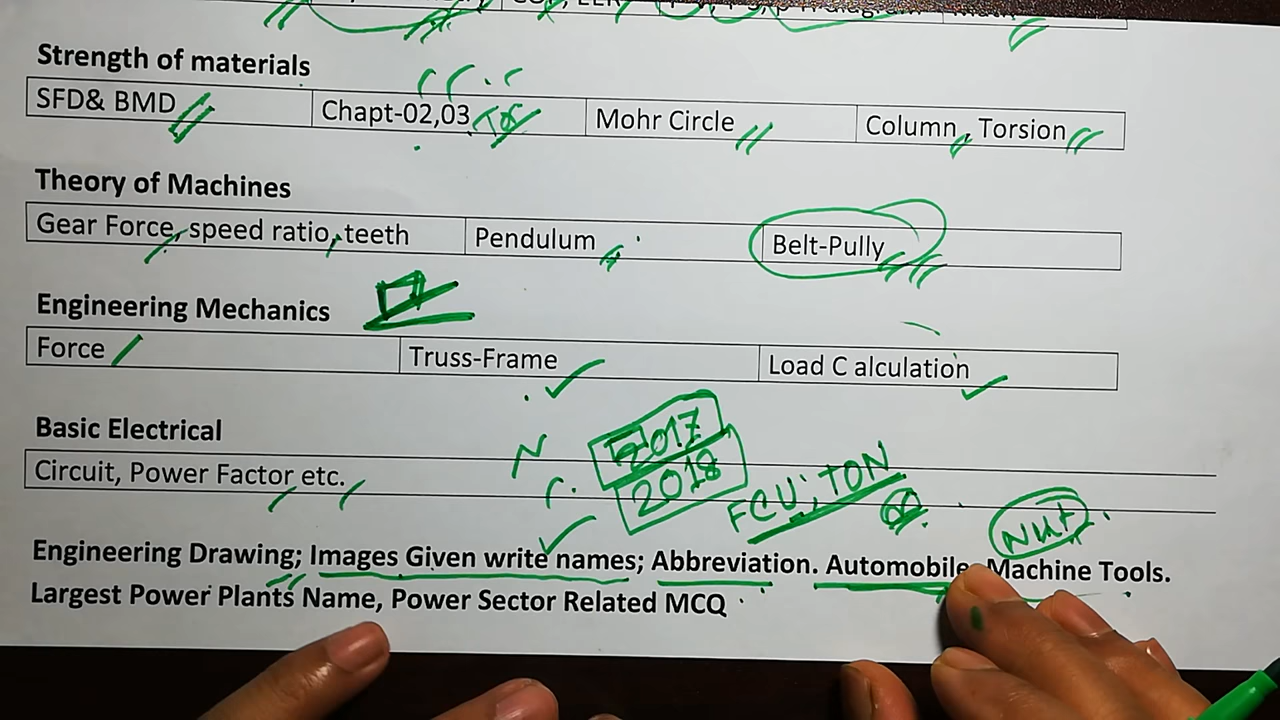 Strength of materials
SFD& BMD Chapt-02,03 Mohr Circle Column, Torsion
Theory of Machines
Gear Force, speed ratio, teeth Pendulum Belt-Pully
Engineering Mechanics
Force Truss-Frame Load C alculation
Basic Electrical
2017
Circuit, Power Factor etc.
2018
FCU, TON
Nut
Engineering Drawing; Images Given write names; Abbreviation. Automobile Machine Tools.
Largest Power Plants Name, Power Sector Related MCQ